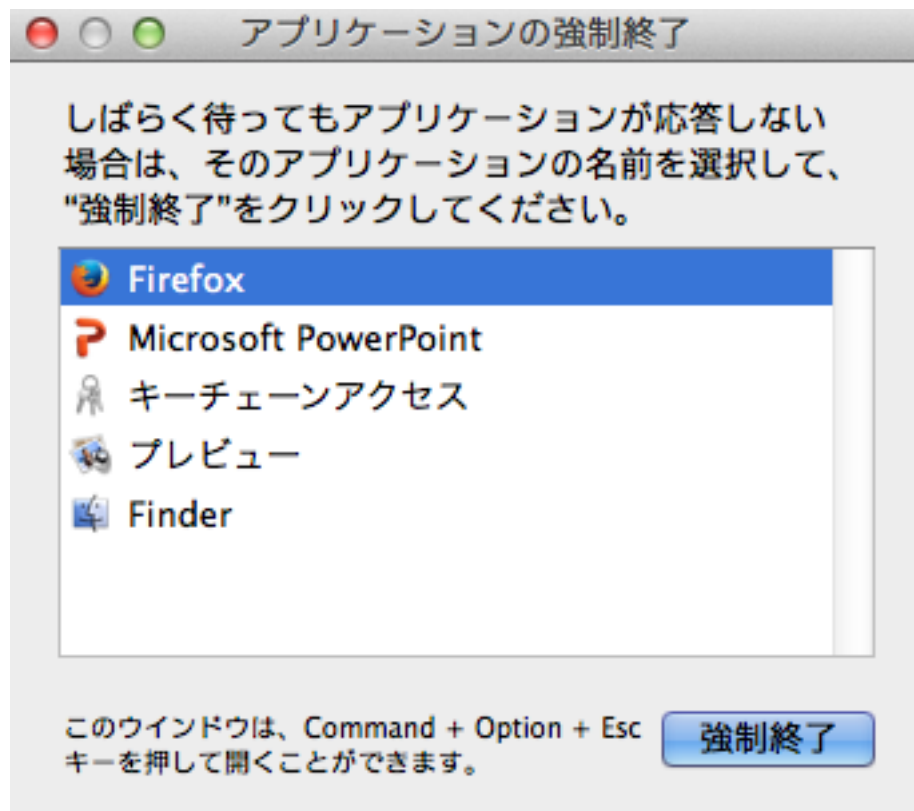 アプリケーションの強制終了
しばらく待ってもアプリケーションが応答しない
場合は、そのアプリケーションの名前を選択して、
“強制終了”をクリックしてください。
Firefox
Microsoft PowerPoint
キーチェーンアクセス
プレビュー
Finder
このウインドウは、Command + Option + Esc
キーを押して開くことができます。
強制終了